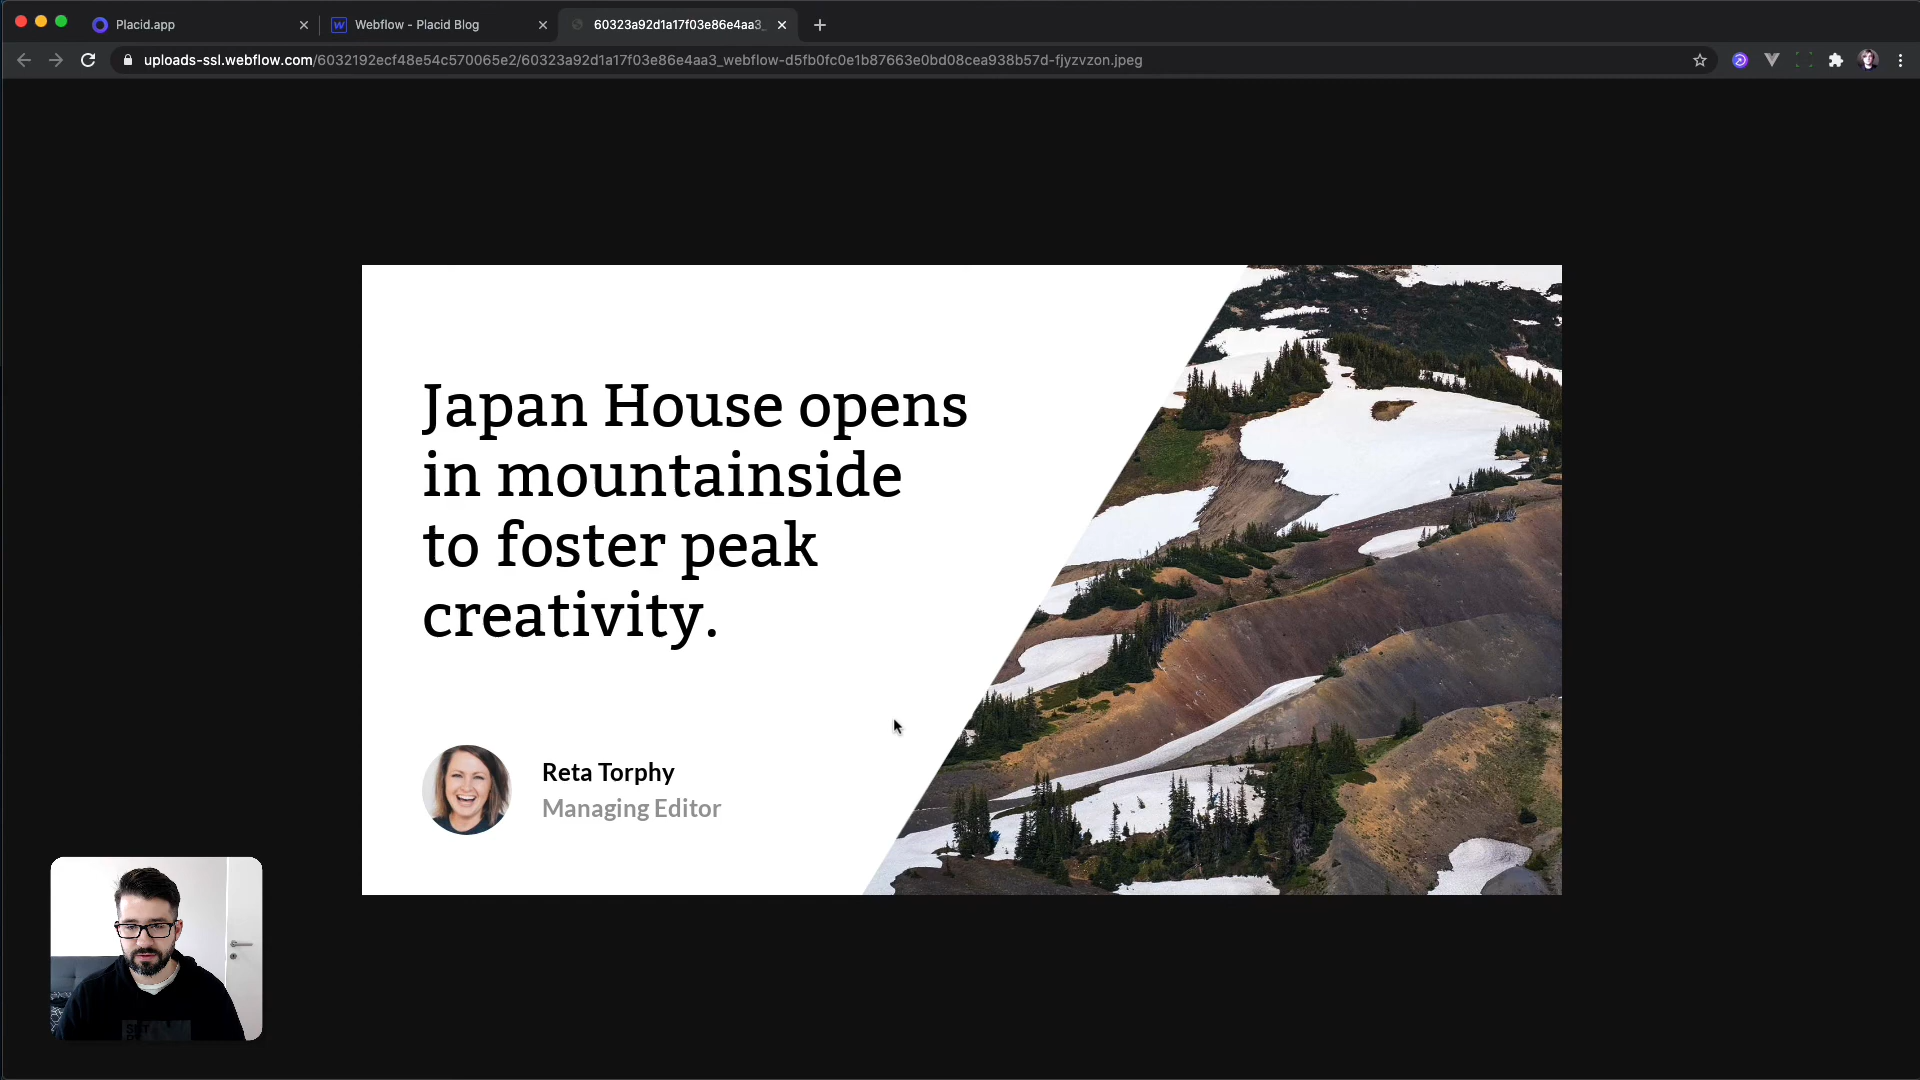 Placid.app
Webflow - Placid Blog
60323a92d1a17f03e86e4aa3_
uploads-ssl.webflow.com/6032192ecf48e54c570065e2/60323a92d1a17f03e86e4aa3_webflow-d5fb0fc0e1b87663e0bd08cea938b57d-fjyzvzon.jpeg
Japan House opens
in mountainside
to foster peak
creativity.
Reta Torphy
Managing Editor